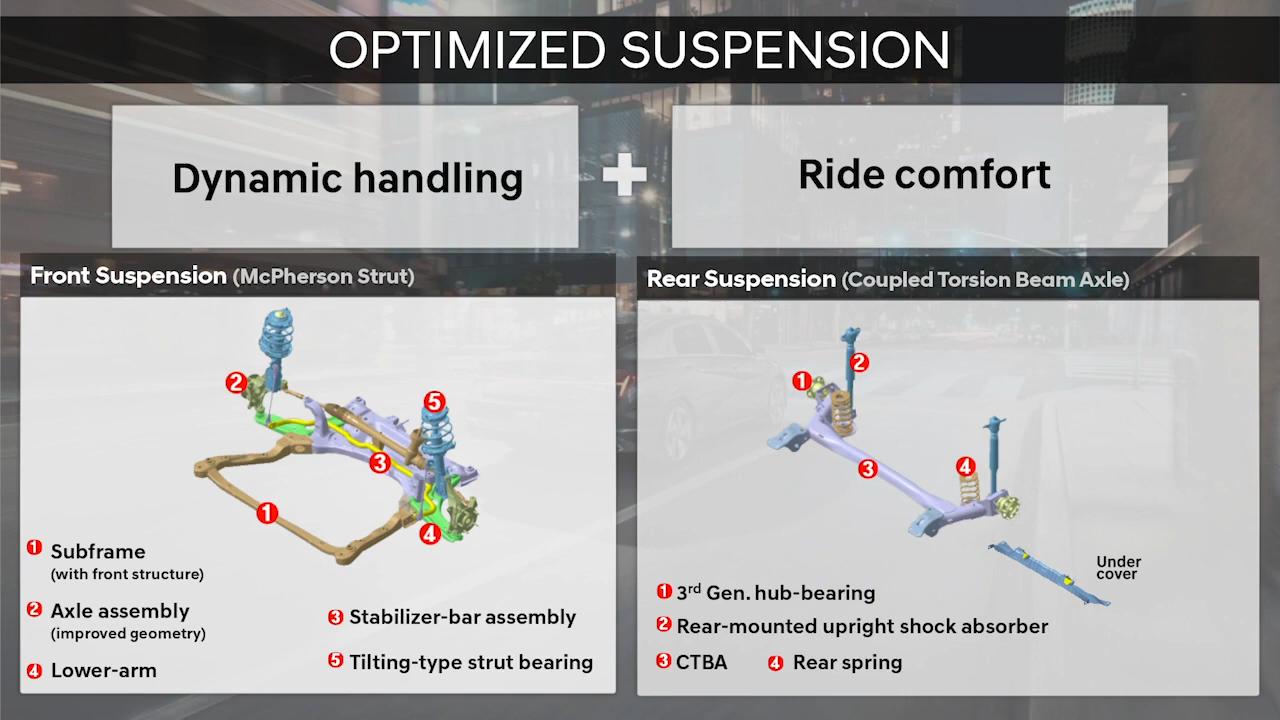 OPTIMIZED SUSPENSION
Dynamic handling
+
Ride comfort
Front Suspension (McPherson Strut)
2
5
3
1
4
1 Subframe
(with front structure)
2 Axle assembly
(improved geometry)
4 Lower-arm
3 Stabilizer-bar assembly
5 Tilting-type strut bearing
Rear Suspension (Coupled Torsion Beam Axle)
1
2
3
4
Under
cover
1 3rd Gen. hub-bearing
2 Rear-mounted upright shock absorber
3 CTBA 4 Rear spring